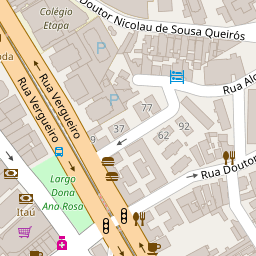 Doutor Nicolau de Sousa Queirós
Colégio
Etapa
Rua Vergueiro
Rua Vergueiro
P
P
77
62
37
92
Rua Doutor
Largo
Dona
Ana Rosa
Itaú